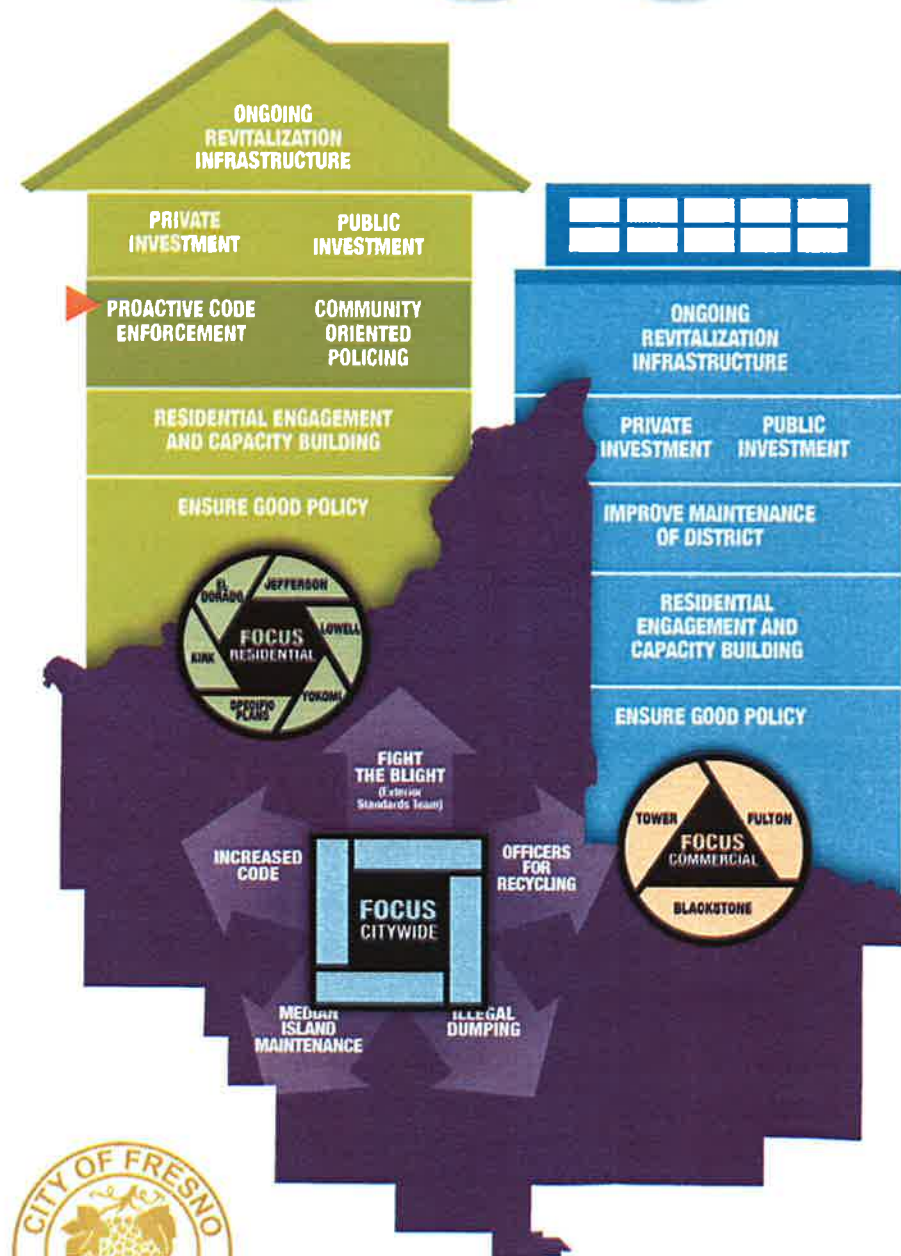 ONGOING
REVITALIZATION
INFRASTRUCTURE
PRIVATE
INVESTMENT
PUBLIC
INVESTMENT
PROACTIVE CODE
ENFORCEMENT
COMMUNITY
ORIENTED
POLICING
RESIDENTIAL ENGAGEMENT
AND CAPACITY BUILDING
ENSURE GOOD POLICY
EL
DORADO
JEFFERSON
LOWELL
YOKOMI
SPECIFIC
PLANS
KIRK
FOCUS
RESIDENTIAL
ONGOING
REVITALIZATION
INFRASTRUCTURE
PRIVATE
INVESTMENT
PUBLIC
INVESTMENT
IMPROVE MAINTENANCE
OF DISTRICT
RESIDENTIAL
ENGAGEMENT AND
CAPACITY BUILDING
ENSURE GOOD POLICY
TOWER
FULTON
FOCUS
COMMERCIAL
BLACKSTONE
FIGHT
THE BLIGHT
(Exterior
Standards Team)
INCREASED
CODE
OFFICERS
FOR
RECYCLING
FOCUS
CITYWIDE
MEDIAN
ISLAND
MAINTENANCE
ILLEGAL
DUMPING
CITY OF FRESNO